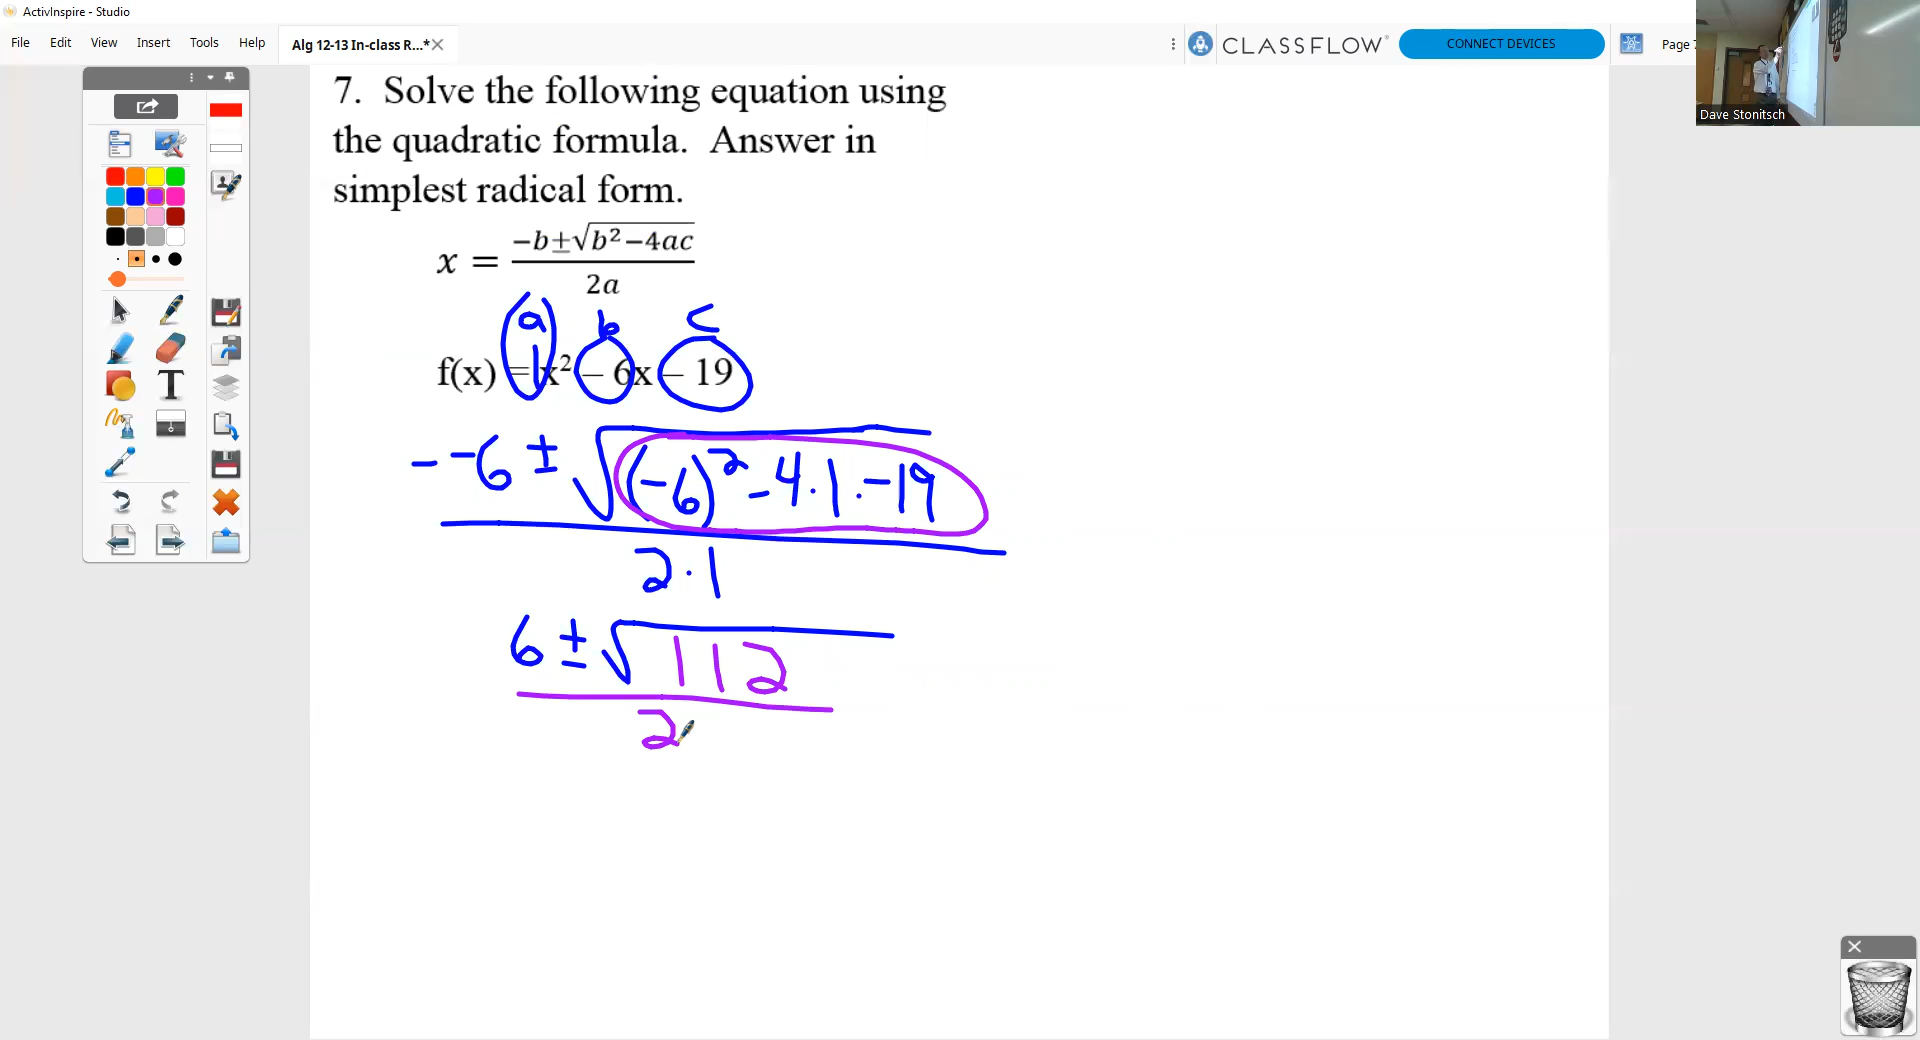 ActivInspire - Studio
File Edit View Insert Tools Help Alg 12-13 In-class R...* CLASSFLOW CONNECT DEVICES Page 7
Dave Stonitsch
7. Solve the following equation using
the quadratic formula. Answer in
simplest radical form.
x = (−b±√b²−4ac)/2a
a b c
f(x) = 1x² – 6x – 19
- -6 ± √(-6)² - 4 · 1 · -19
2 · 1
6 ± √112
2